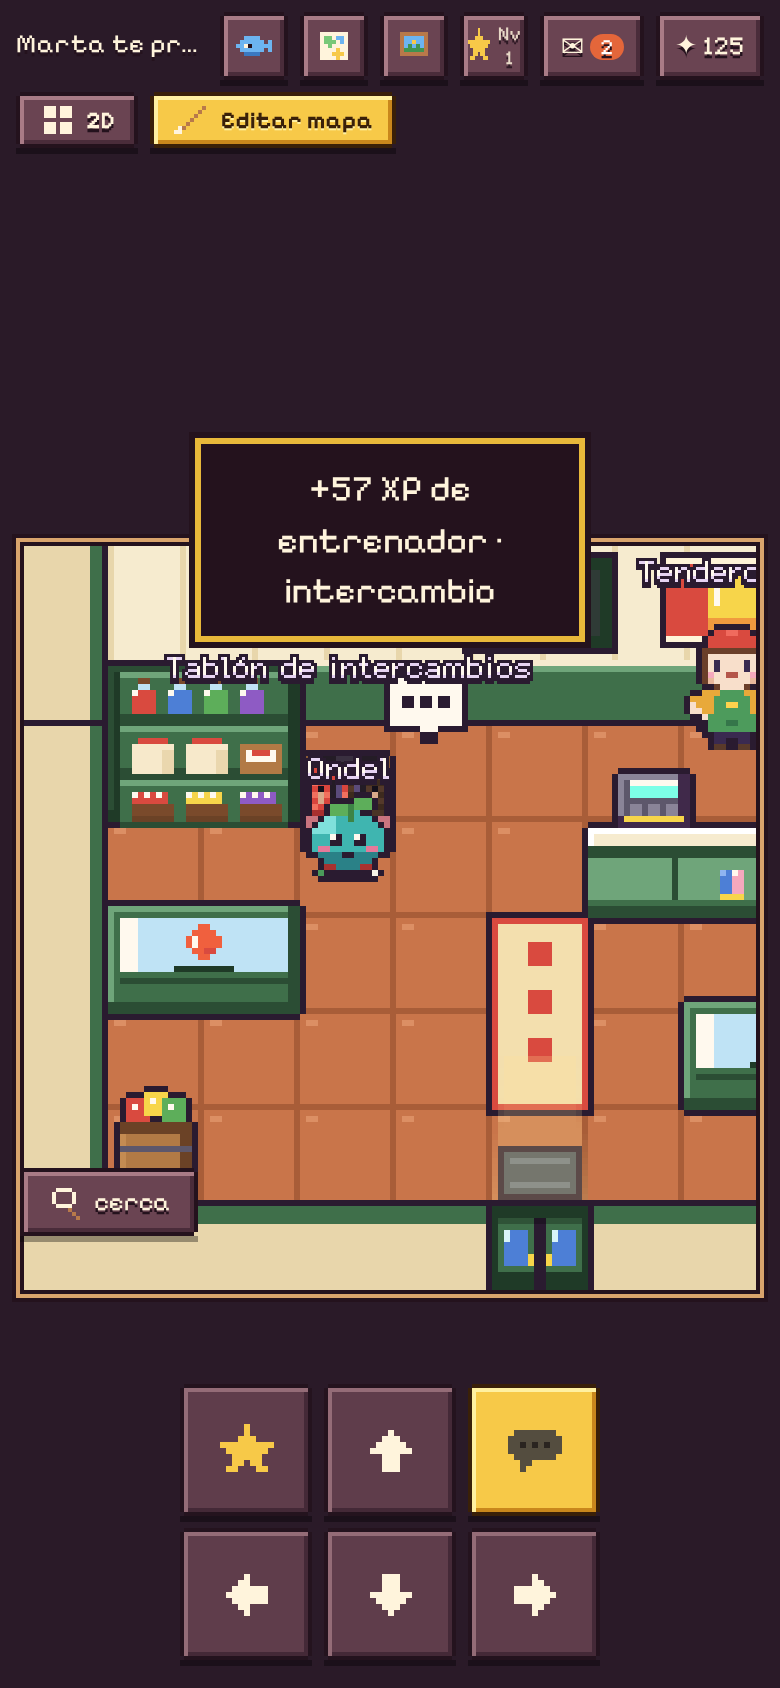 Marta te pr...
Nv
1
2
125
2D
Editar mapa
+57 XP de
entrenador ·
intercambio
Tendero
Tablón de intercambios
Ondel
cerca